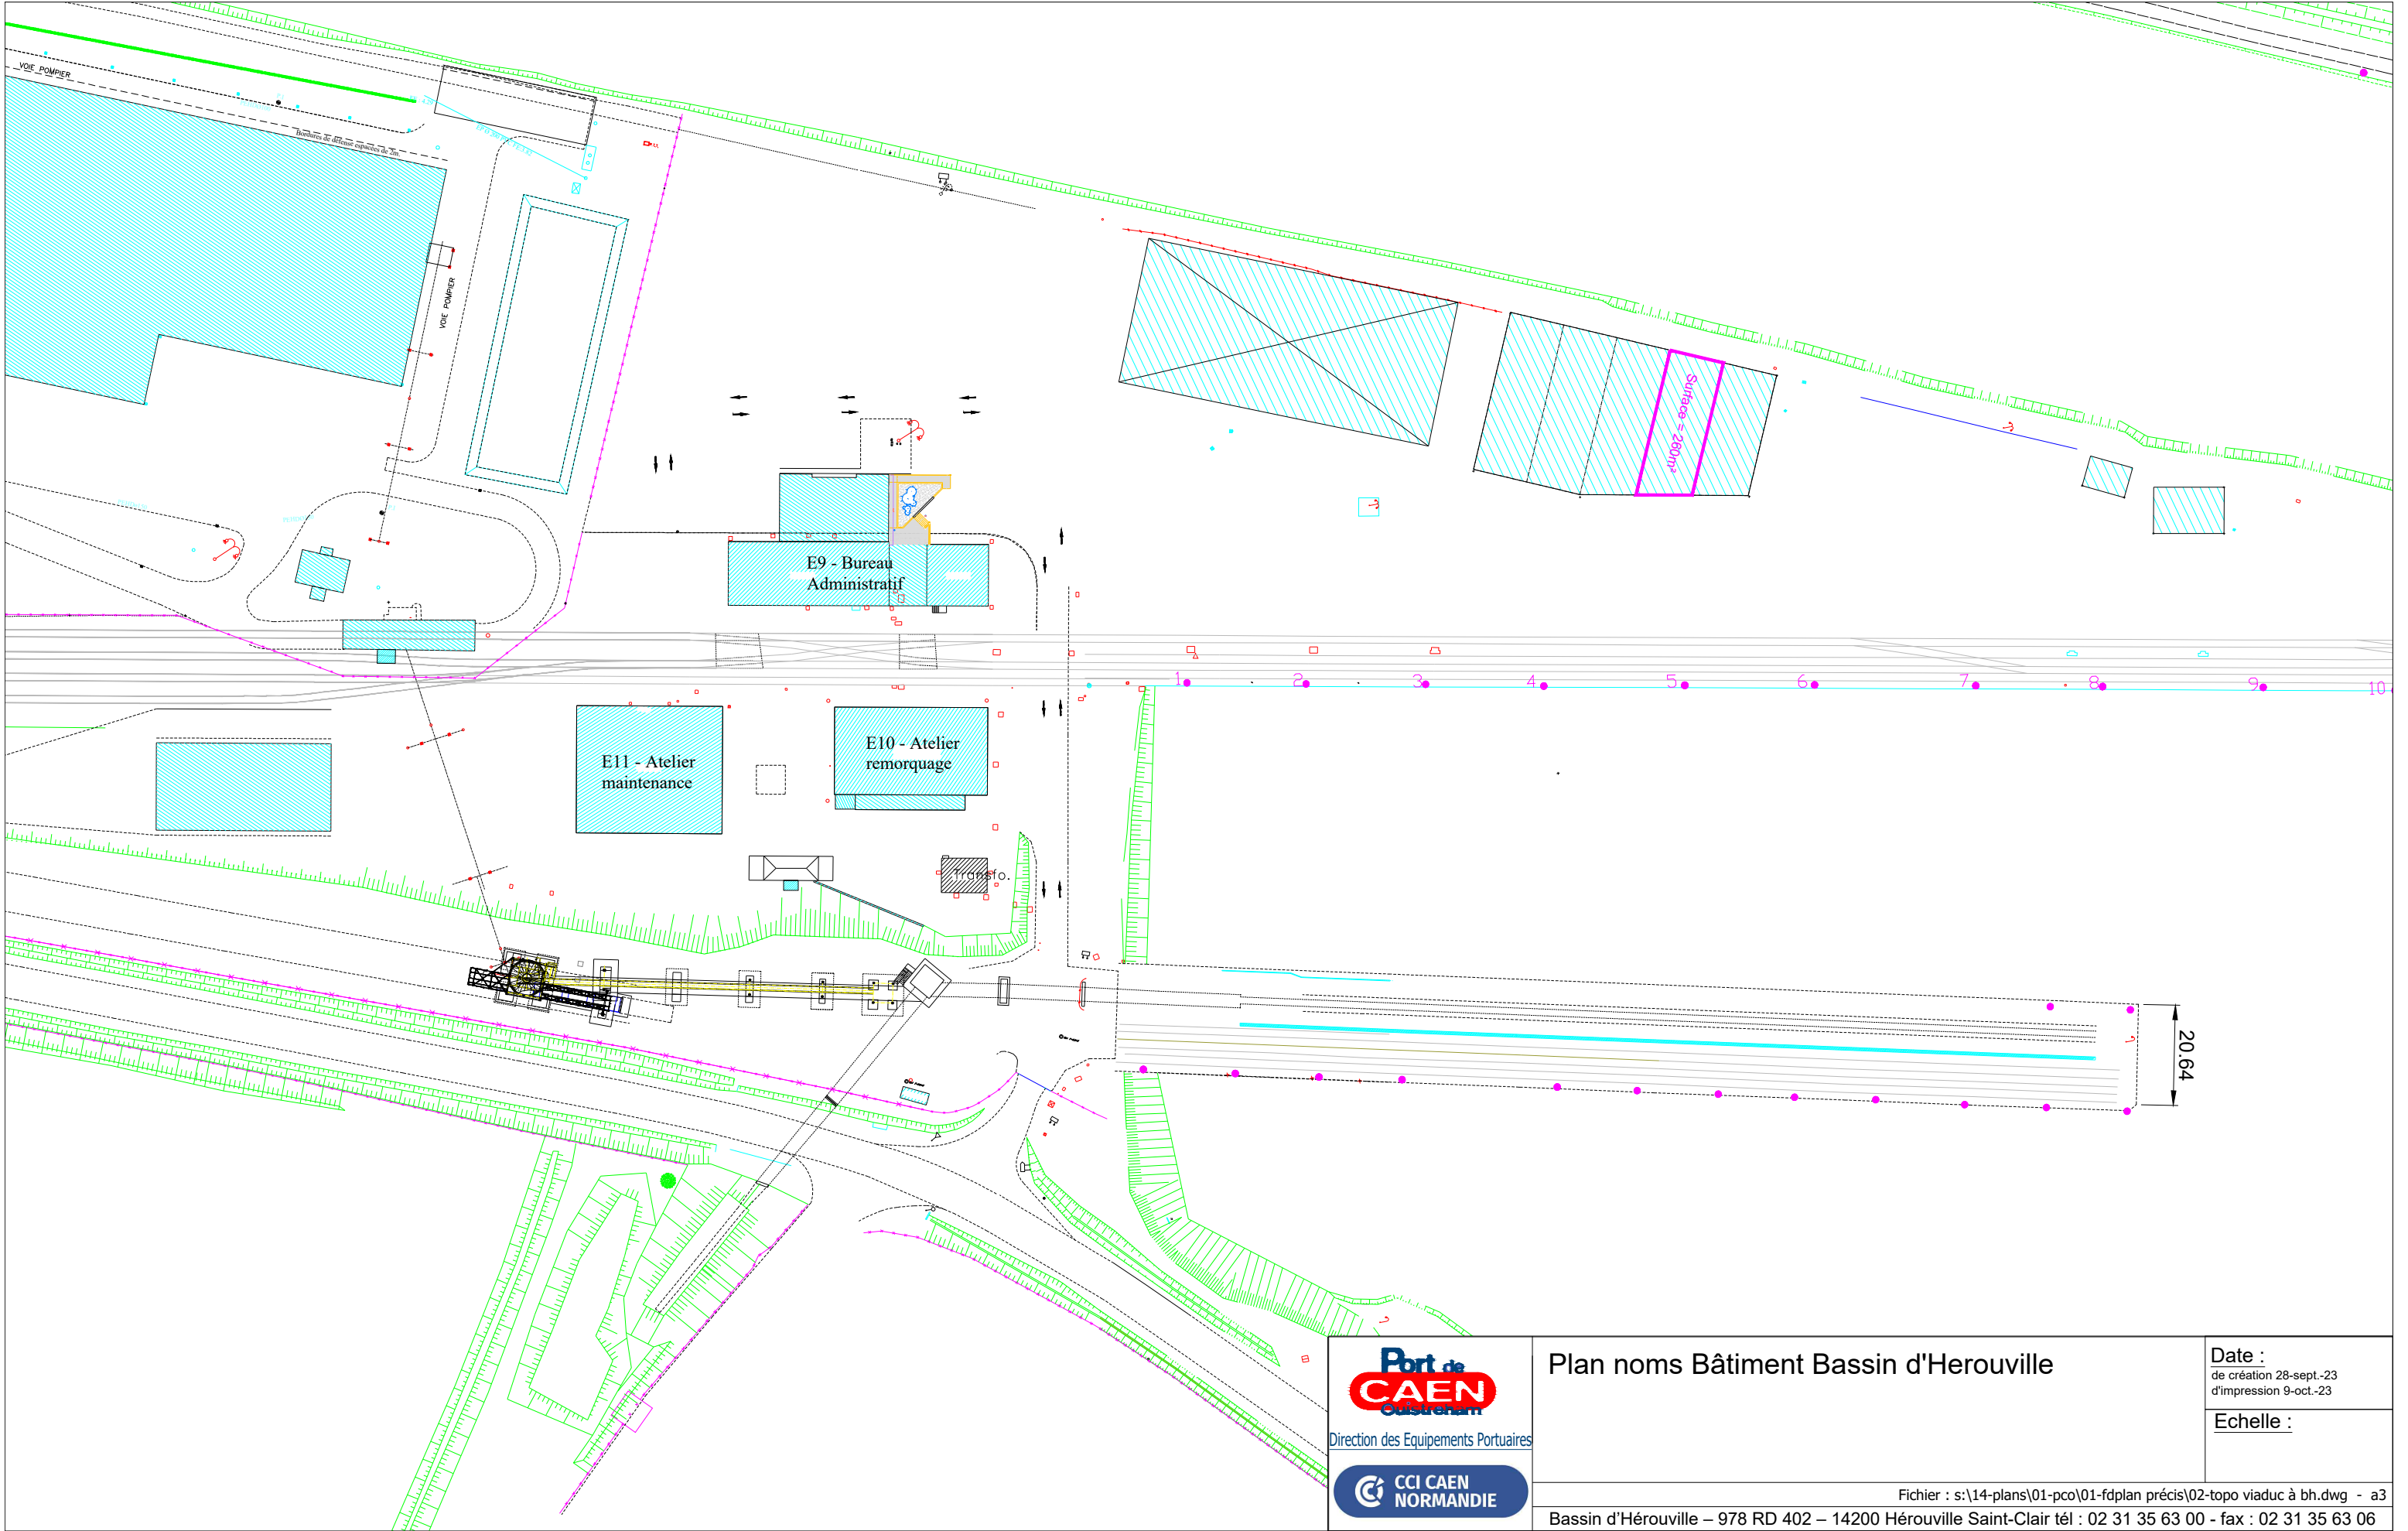 VOIE POMPIER
Bordures de défense espacées de 2m.
VOIE POMPIER
Surface = 260m²
E9 - Bureau
Administratif
1 2 3 4 5 6 7 8 9 10
E11 - Atelier
maintenance
E10 - Atelier
remorquage
Transfo.
20.64
Port de
CAEN
Ouistreham
Direction des Equipements Portuaires
CCI CAEN
NORMANDIE
Plan noms Bâtiment Bassin d'Herouville
Date :
de création 28-sept.-23
d'impression 9-oct.-23
Echelle :
Fichier : s:\14-plans\01-pco\01-fdplan précis\02-topo viaduc à bh.dwg - a3
Bassin d'Hérouville – 978 RD 402 – 14200 Hérouville Saint-Clair tél : 02 31 35 63 00 - fax : 02 31 35 63 06